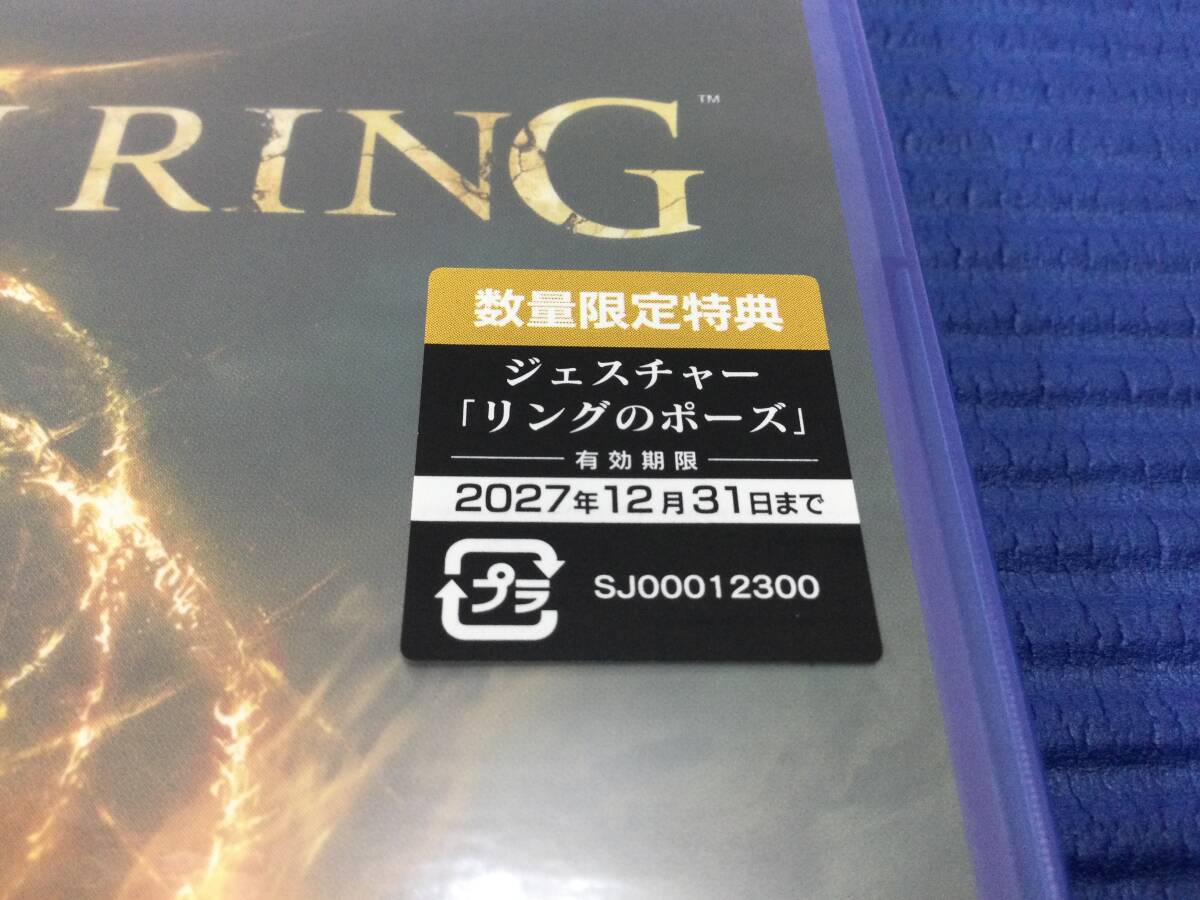 RING™
数量限定特典
ジェスチャー
「リングのポーズ」
有効期限
2027年12月31日まで
プラ
SJ00012300